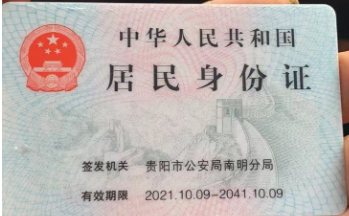 中华人民共和国
居民身份证
签发机关 贵阳市公安局南明分局
有效期限 2021.10.09-2041.10.09